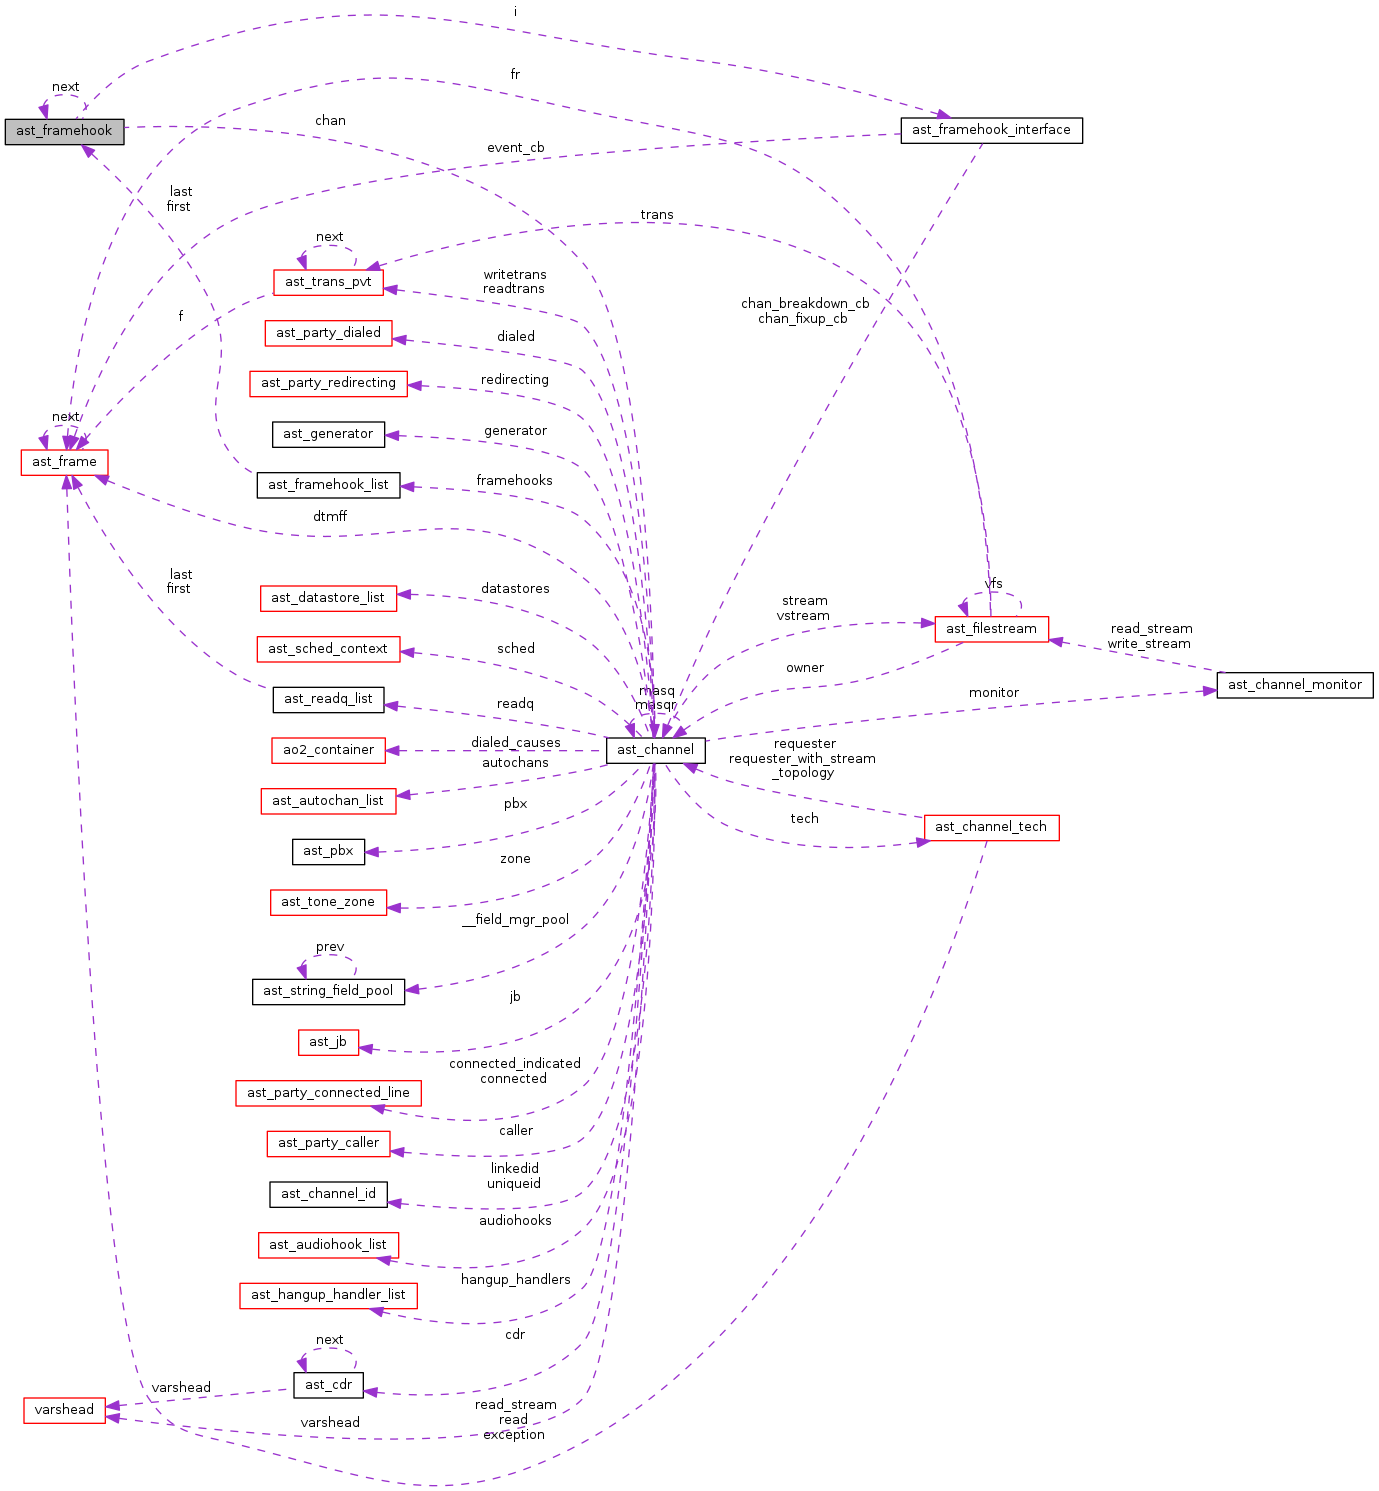 i
fr
next
ast_framehook
chan
ast_framehook_interface
event_cb
last
first
trans
next
ast_trans_pvt
writetrans
readtrans
chan_breakdown_cb
chan_fixup_cb
f
ast_party_dialed
dialed
ast_party_redirecting
redirecting
next
ast_frame
ast_generator
generator
ast_framehook_list
framehooks
dtmff
last
first
ast_datastore_list
datastores
stream
vstream
vfs
ast_filestream
read_stream
write_stream
ast_sched_context
sched
owner
ast_channel_monitor
monitor
ast_readq_list
readq
masq
masqr
ast_channel
ao2_container
dialed_causes
autochans
ast_autochan_list
requester
requester_with_stream
_topology
tech
ast_channel_tech
pbx
ast_pbx
zone
ast_tone_zone
__field_mgr_pool
prev
ast_string_field_pool
jb
ast_jb
connected_indicated
connected
ast_party_connected_line
caller
ast_party_caller
linkedid
uniqueid
ast_channel_id
audiohooks
ast_audiohook_list
hangup_handlers
ast_hangup_handler_list
cdr
next
ast_cdr
varshead
varshead
varshead
read_stream
read
exception